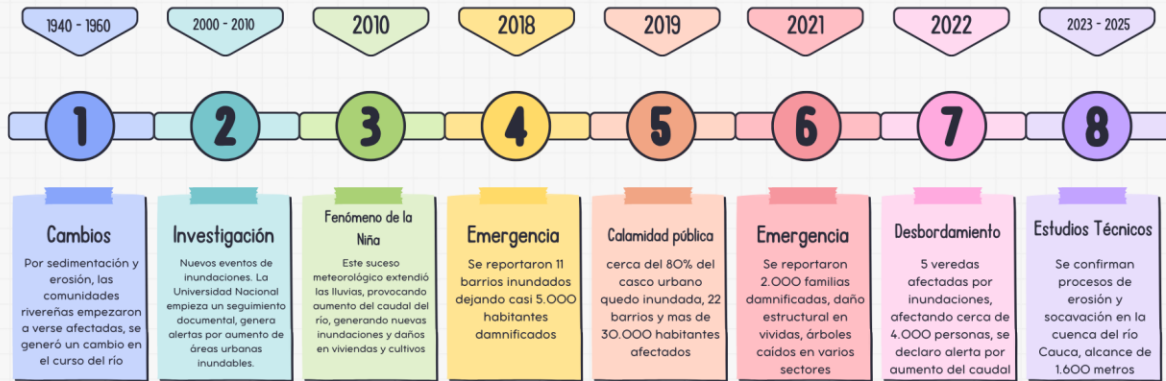 1940 - 1960
2000 - 2010
2010
2018
2019
2021
2022
2023 - 2025
1
2
3
4
5
6
7
8
Cambios
Por sedimentación y
erosión, las
comunidades
rivereñas empezaron
a verse afectadas, se
generó un cambio en
el curso del río
Investigación
Nuevos eventos de
inundaciones. La
Universidad Nacional
empieza un seguimiento
documental, genera
alertas por aumento de
áreas urbanas
inundables.
Fenómeno de la
Niña
Este suceso
meteorológico extendió
las lluvias, provocando
aumento del caudal del
río, generando nuevas
inundaciones y daños
en viviendas y cultivos
Emergencia
Se reportaron 11
barrios inundados
dejando casi 5.000
habitantes
damnificados
Calamidad pública
cerca del 80% del
casco urbano
quedo inundada, 22
barrios y mas de
30.000 habitantes
afectados
Emergencia
Se reportaron
2.000 familias
damnificadas, daño
estructural en
vividas, árboles
caídos en varios
sectores
Desbordamiento
5 veredas
afectadas por
inundaciones,
afectando cerca de
4.000 personas, se
declaro alerta por
aumento del caudal
Estudios Técnicos
Se confirman
procesos de
erosión y
socavación en la
cuenca del río
Cauca, alcance de
1.600 metros